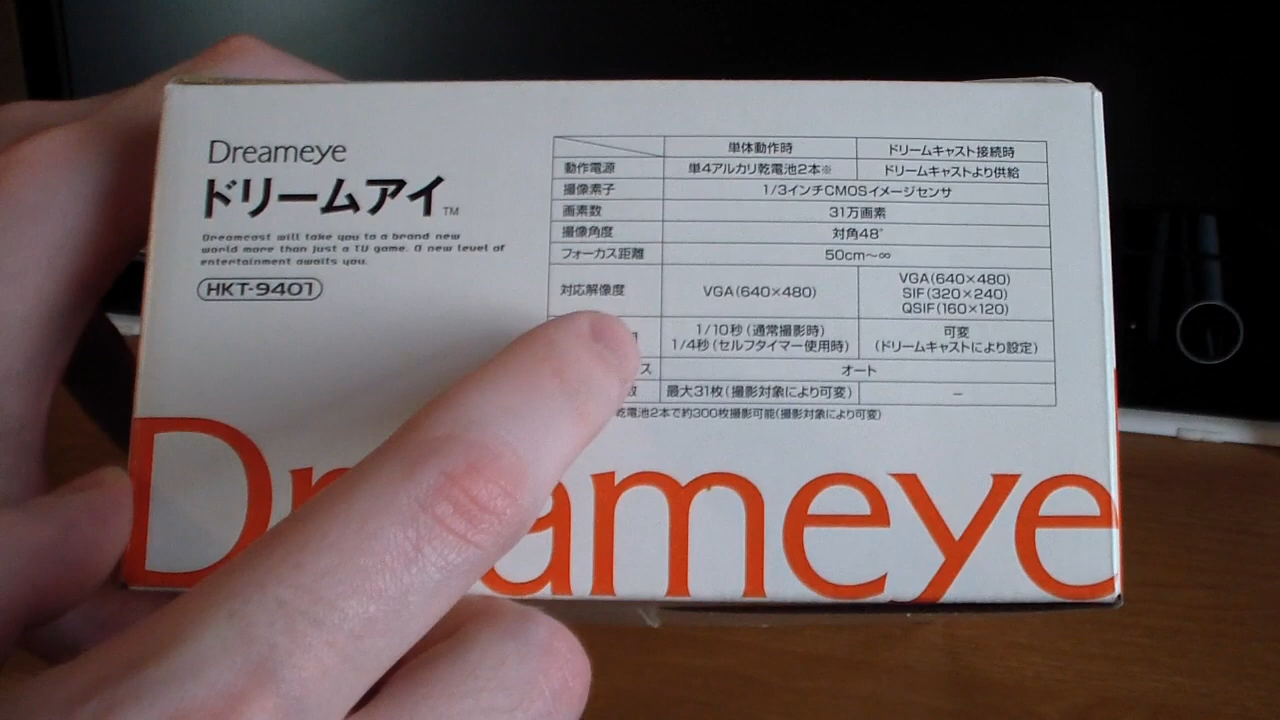 Dreameye
ドリームアイ™
Dreamcast will take you to a brand new
world more than just a TV game. A new level of
entertainment awaits you.
HKT-9401
単体動作時 ドリームキャスト接続時
動作電源 単4アルカリ乾電池2本※ ドリームキャストより供給
撮像素子 1/3インチCMOSイメージセンサ
画素数 31万画素
撮像角度 対角48°
フォーカス距離 50cm〜∞
対応解像度 VGA(640×480) VGA(640×480)
SIF(320×240)
QSIF(160×120)
1/10秒(通常撮影時) 可変
1/4秒(セルフタイマー使用時) (ドリームキャストにより設定)
ス オート
数 最大31枚(撮影対象により可変) −
乾電池2本で約300枚撮影可能(撮影対象により可変)
Dreameye